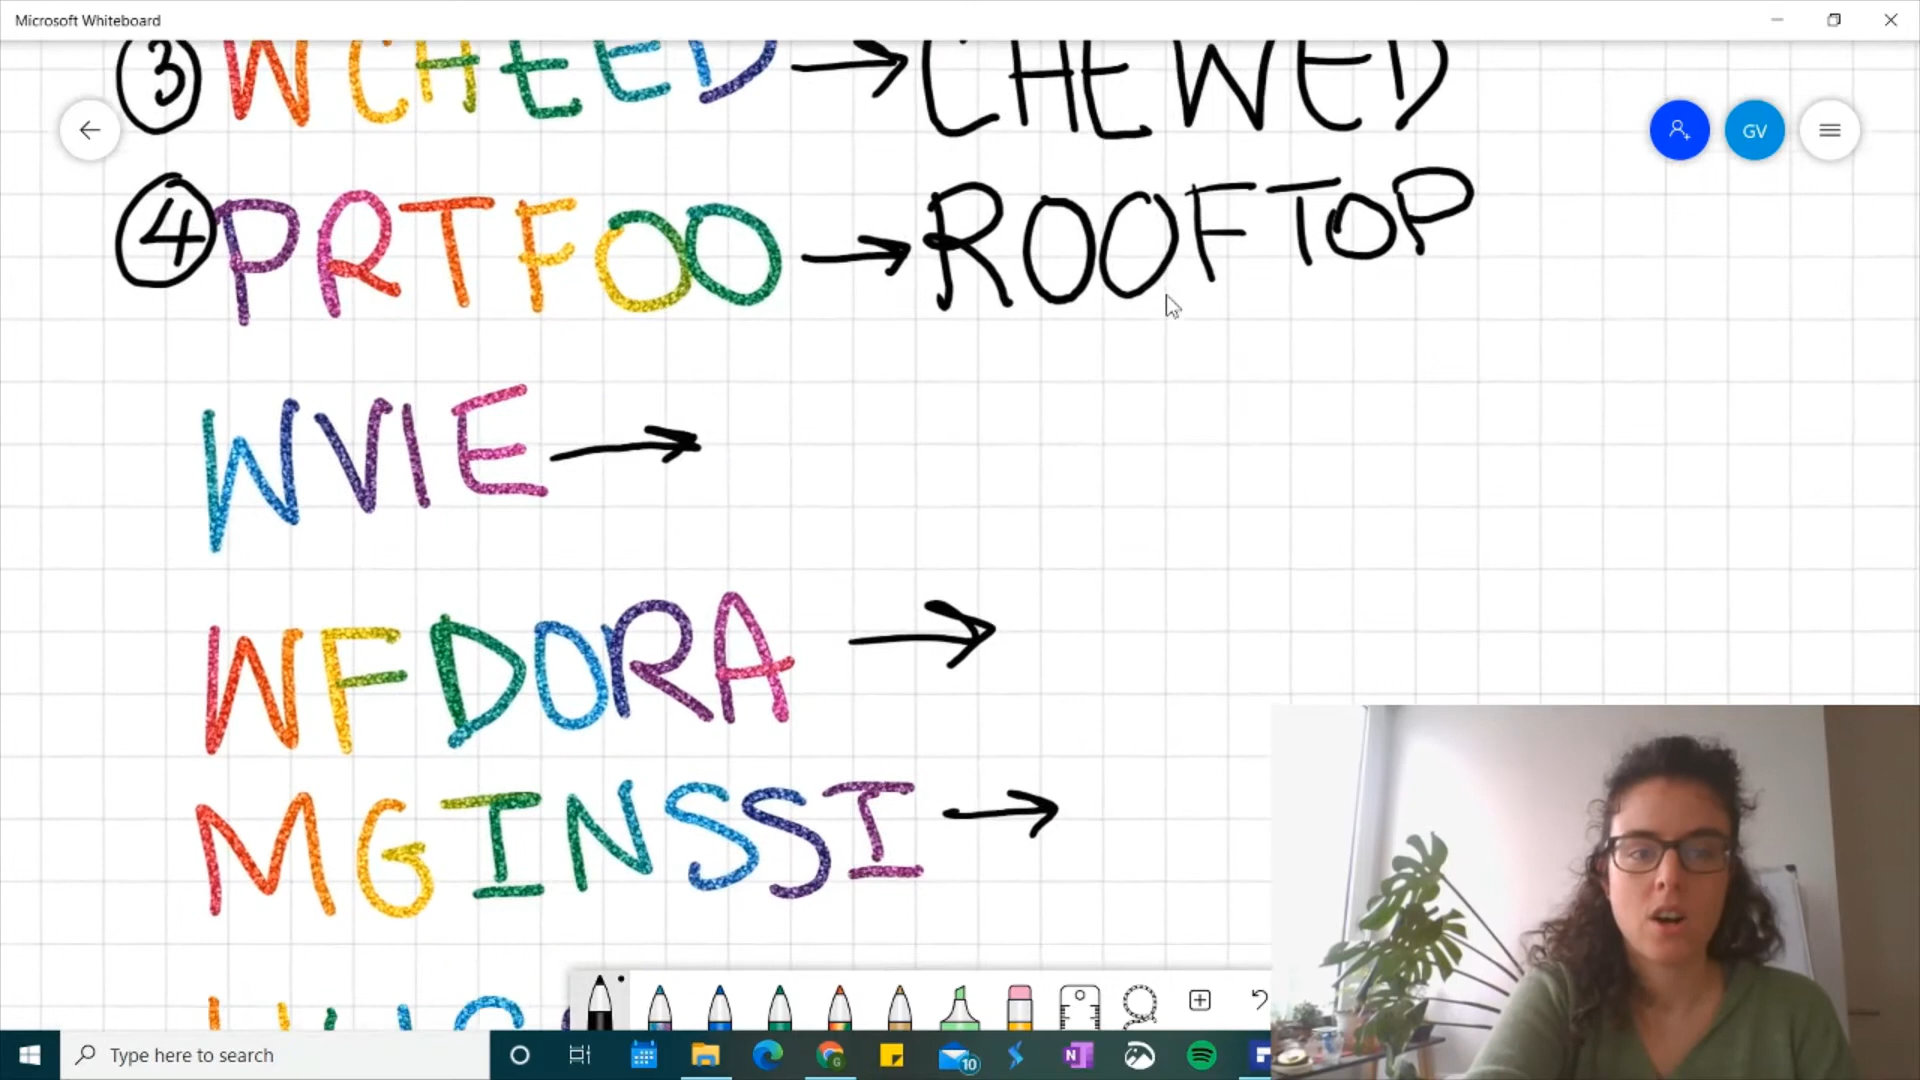 Microsoft Whiteboard
3 WCHEED → CHEWED
GV
4 PRTFOO → ROOFTOP
WVIE →
WFDORA →
MGINSSI →
Type here to search
10